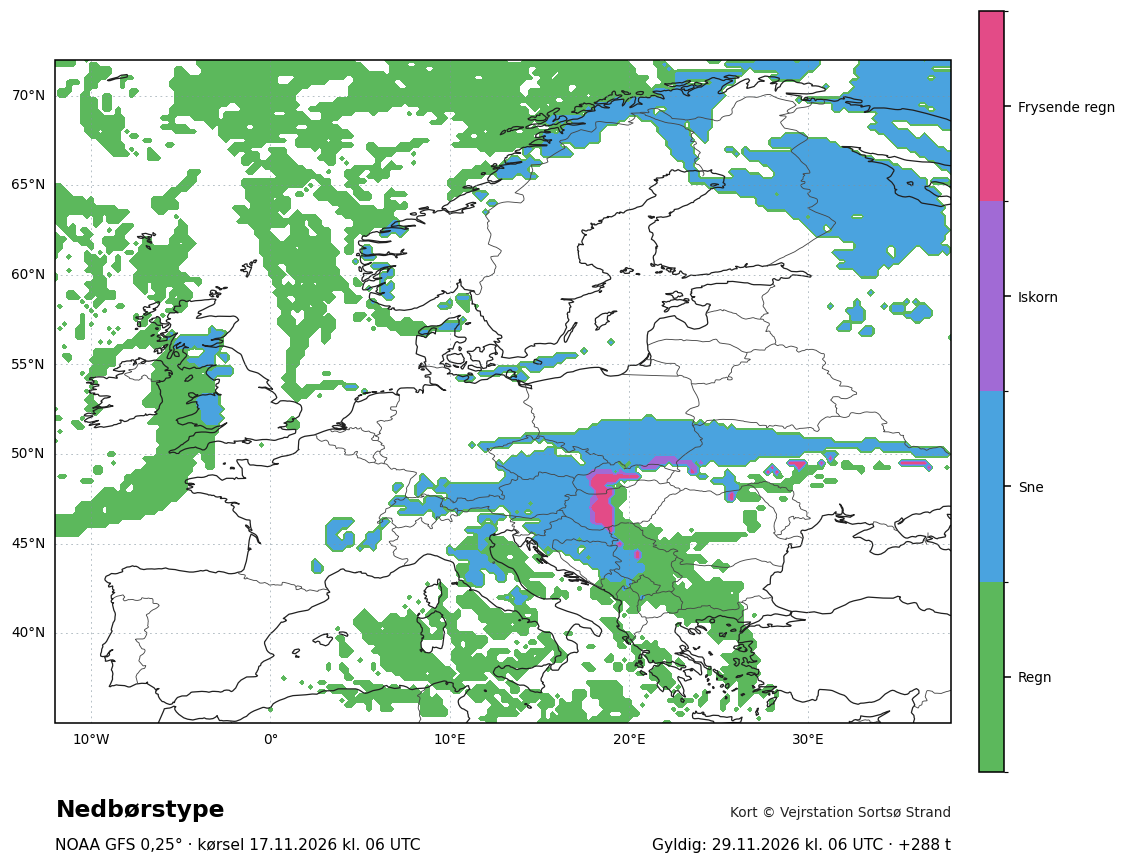 70°N
65°N
60°N
55°N
50°N
45°N
40°N
10°W
0°
10°E
20°E
30°E
Frysende regn
Iskorn
Sne
Regn
Nedbørstype
Kort © Vejrstation Sortsø Strand
NOAA GFS 0,25° · kørsel 17.11.2026 kl. 06 UTC
Gyldig: 29.11.2026 kl. 06 UTC · +288 t